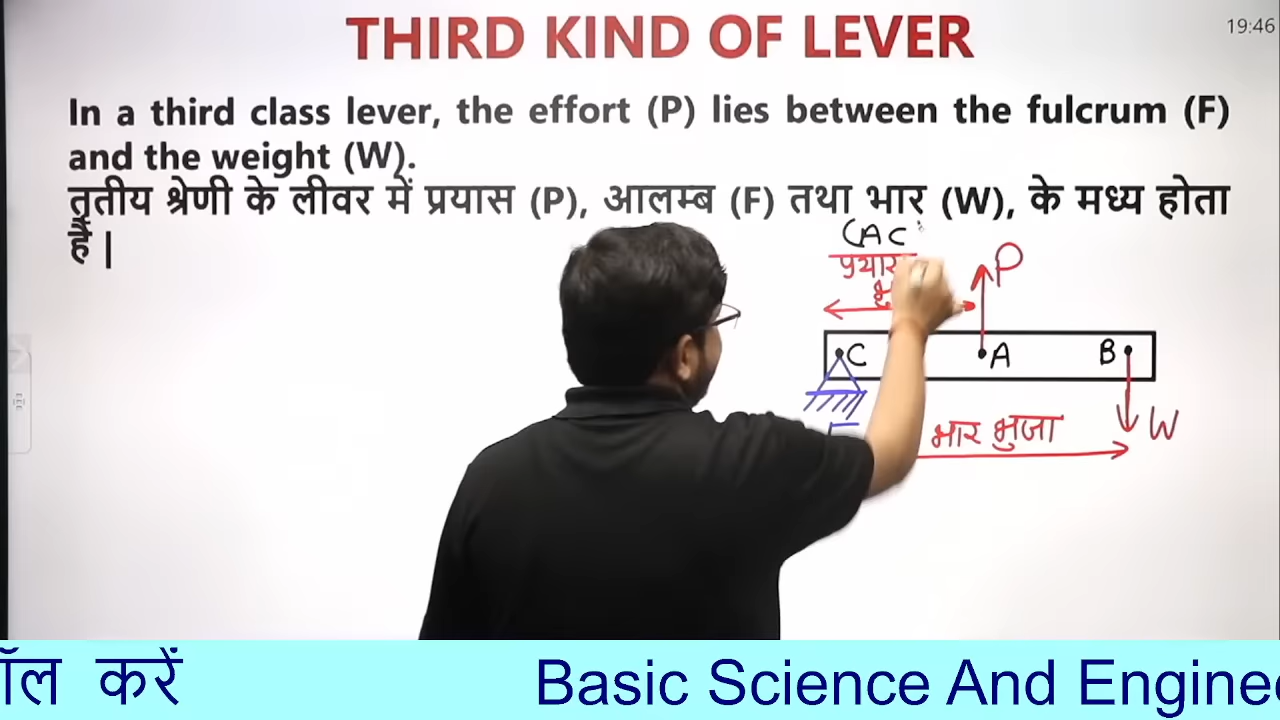 THIRD KIND OF LEVER
19:46
In a third class lever, the effort (P) lies between the fulcrum (F)
and the weight (W).
तृतीय श्रेणी के लीवर में प्रयास (P), आलम्ब (F) तथा भार (W), के मध्य होता
हैं |
(AC
P
C
A
B
भार भुजा
W
ॉल करें
Basic Science And Enginee